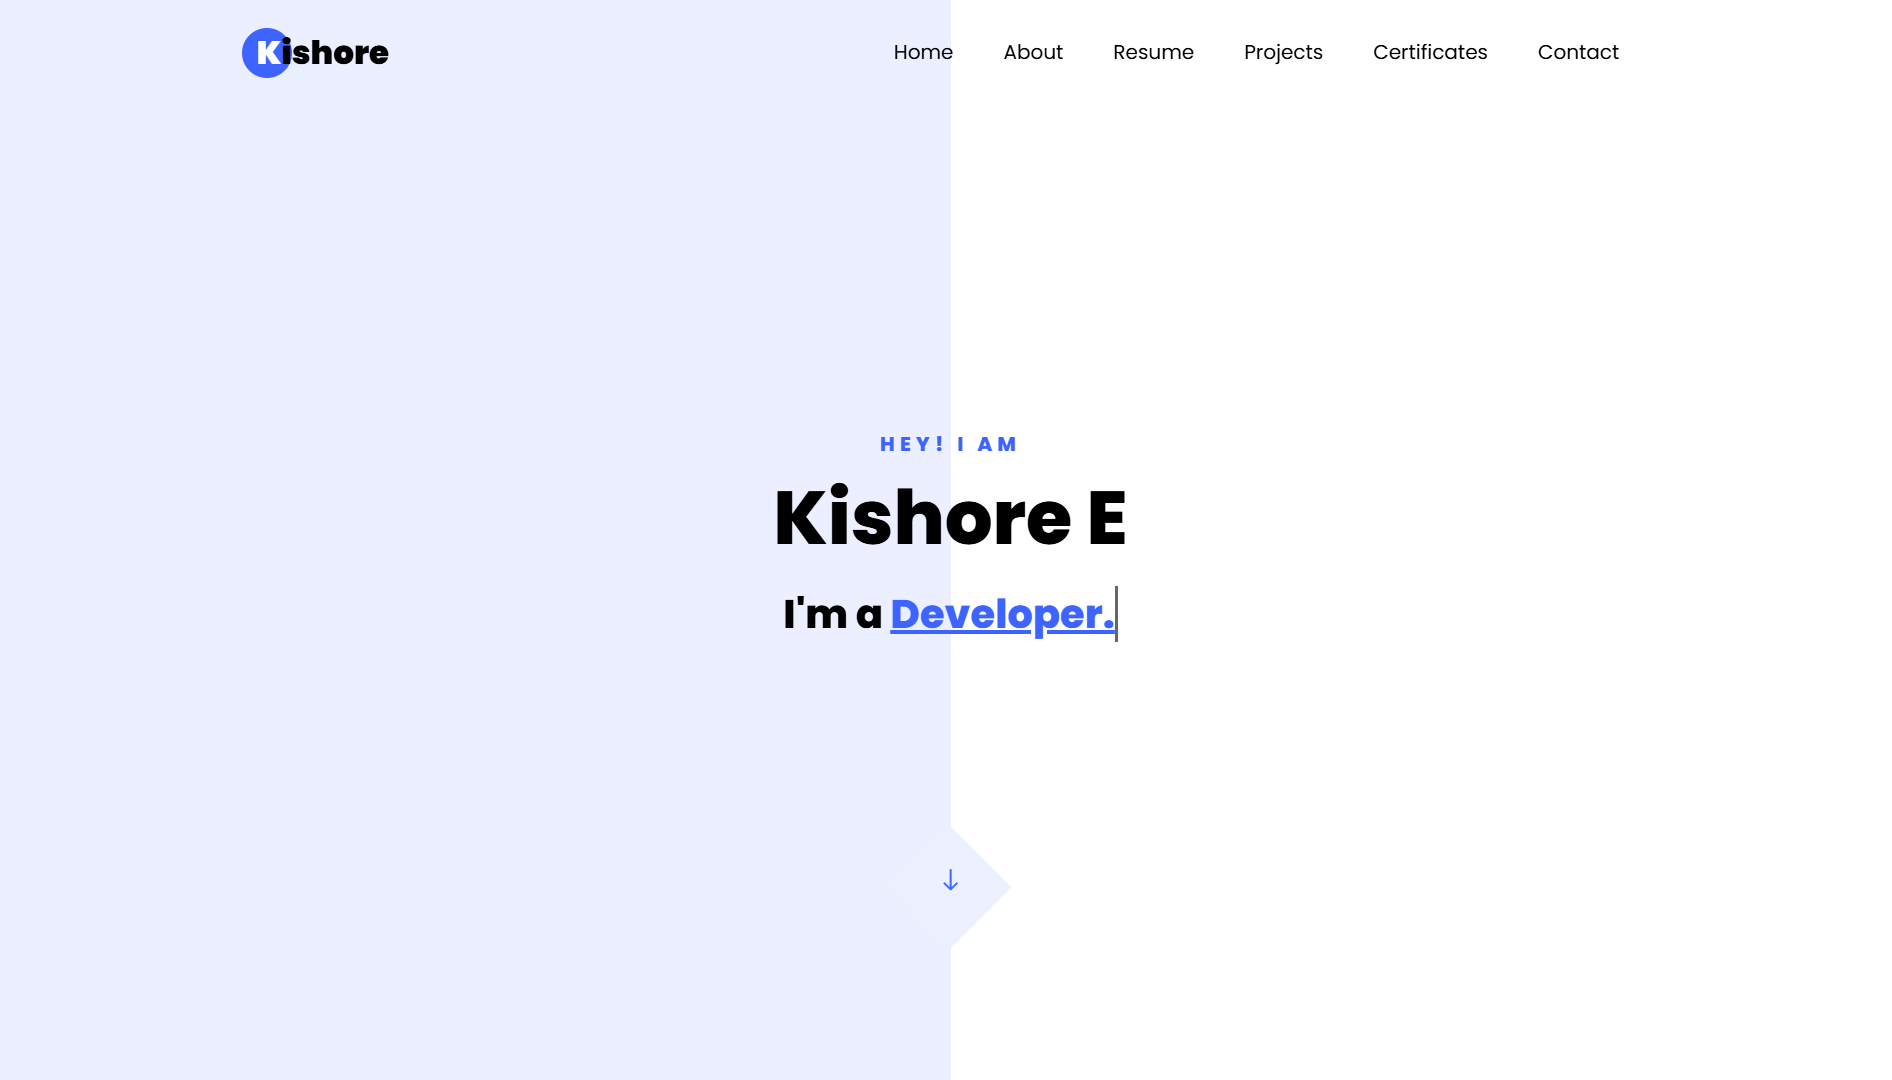 Kishore
Home About Resume Projects Certificates Contact
HEY! I AM
Kishore E
I'm a Developer.